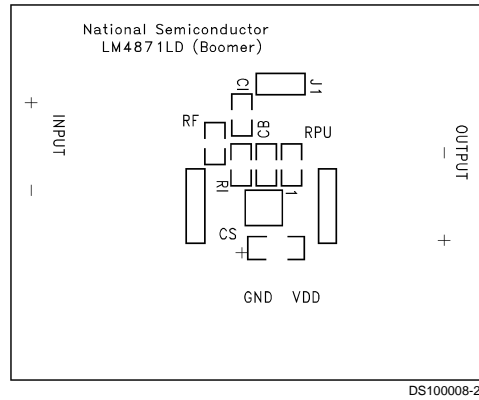 National Semiconductor
LM4871LD (Boomer)
CI
J1
+
RF
CB
RPU
INPUT
OUTPUT
-
-
RI
1
CS
+
+
GND VDD
DS100008-2